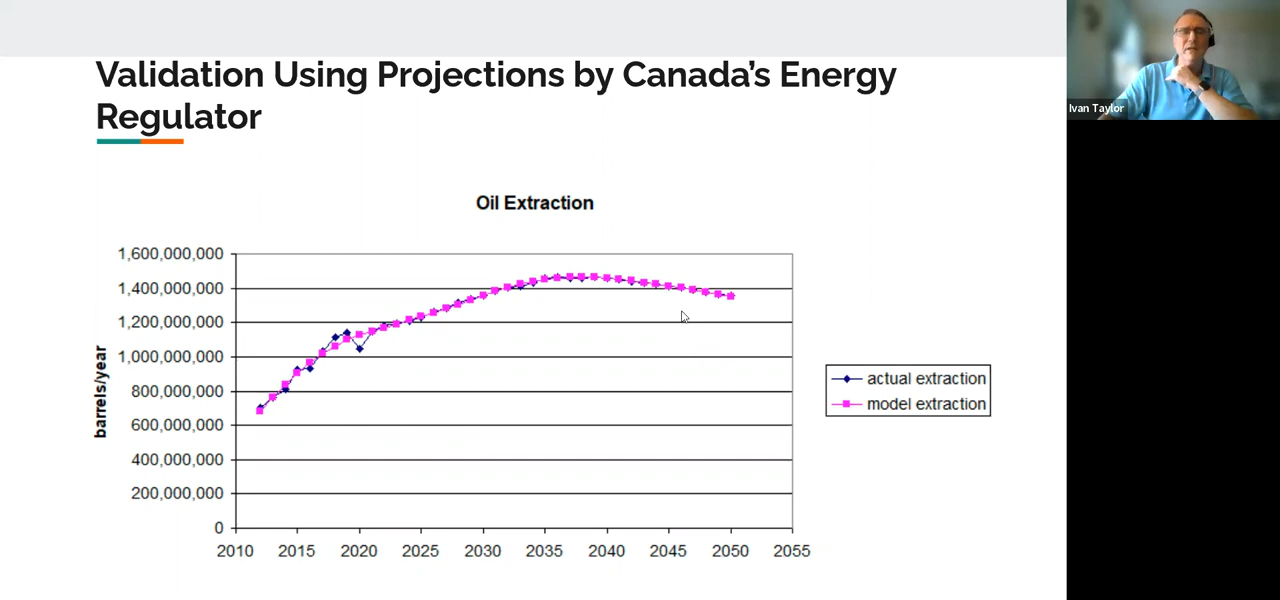 Validation Using Projections by Canada's Energy
Regulator
Ivan Taylor
Oil Extraction
barrels/year
1,600,000,000
1,400,000,000
1,200,000,000
1,000,000,000
800,000,000
600,000,000
400,000,000
200,000,000
0
2010 2015 2020 2025 2030 2035 2040 2045 2050 2055
actual extraction
model extraction